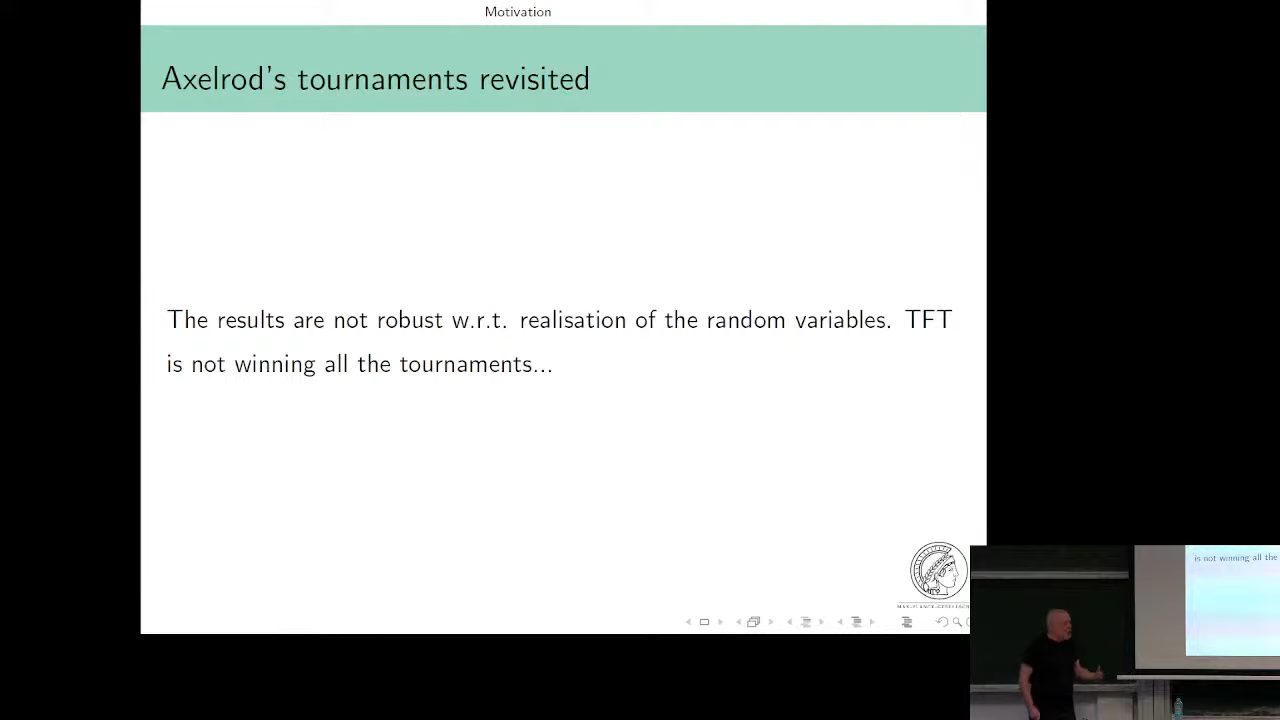 Motivation
Axelrod's tournaments revisited
The results are not robust w.r.t. realisation of the random variables. TFT
is not winning all the tournaments...
is not winning all the